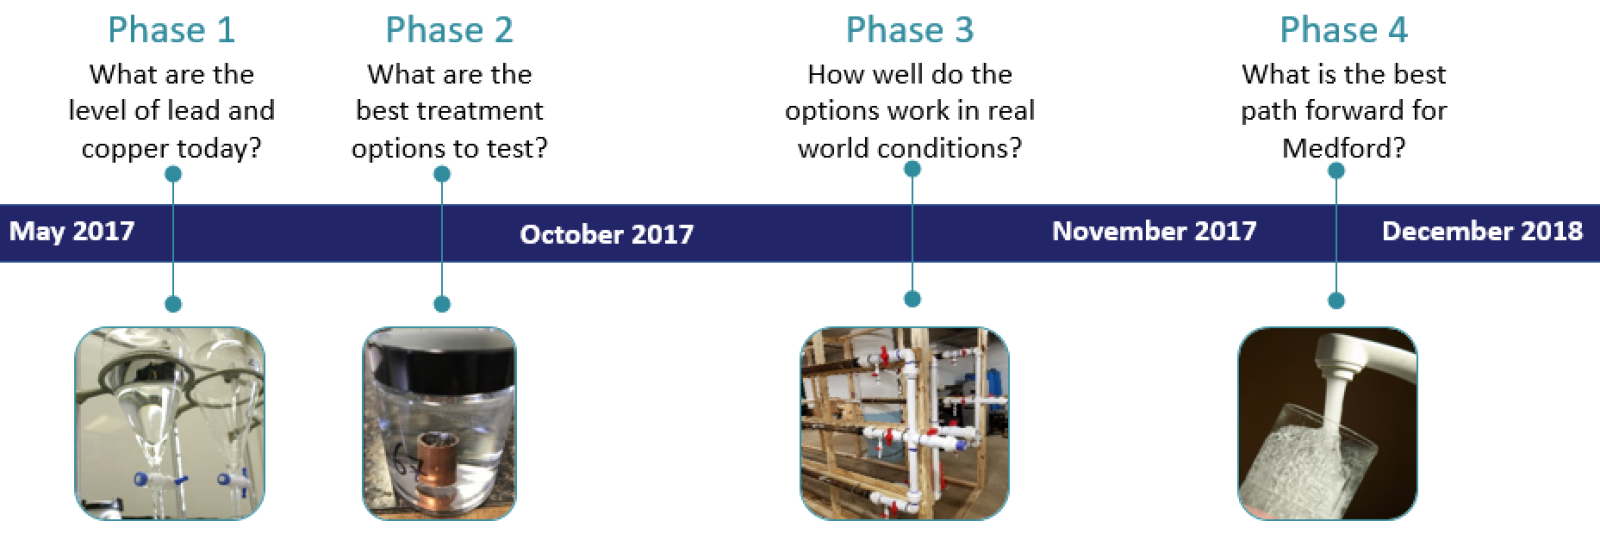 Phase 1
What are the
level of lead and
copper today?
Phase 2
What are the
best treatment
options to test?
Phase 3
How well do the
options work in real
world conditions?
Phase 4
What is the best
path forward for
Medford?
May 2017
October 2017
November 2017
December 2018